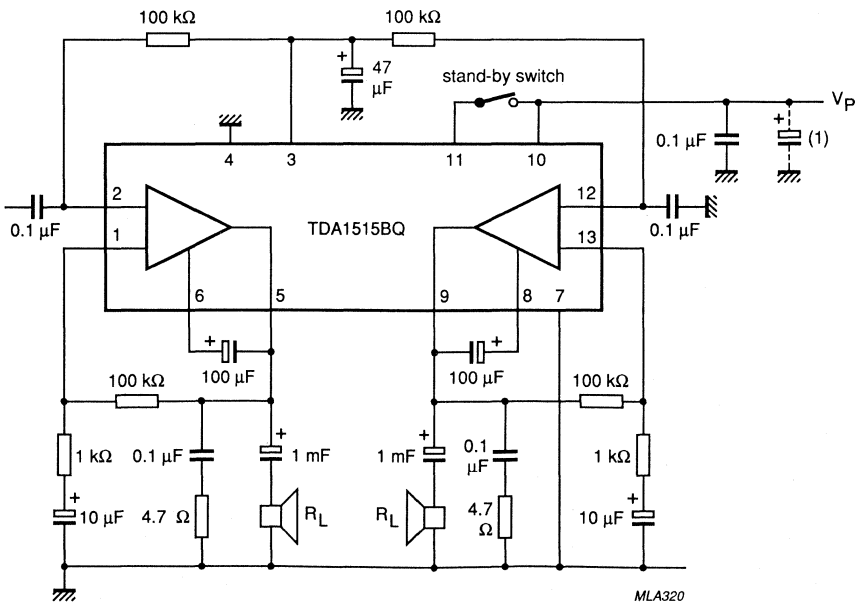 100 kΩ
100 kΩ
+
47
μF
stand-by switch
V_P
4
3
11
10
0.1 μF
+
(1)
2
12
0.1 μF
TDA1515BQ
0.1 μF
1
13
6
5
9
8
7
+
+
100 μF
100 μF
100 kΩ
100 kΩ
+
+
1 kΩ
0.1 μF
1 mF
1 mF
0.1
μF
1 kΩ
+
+
10 μF
4.7 Ω
R_L
R_L
4.7
Ω
10 μF
MLA320